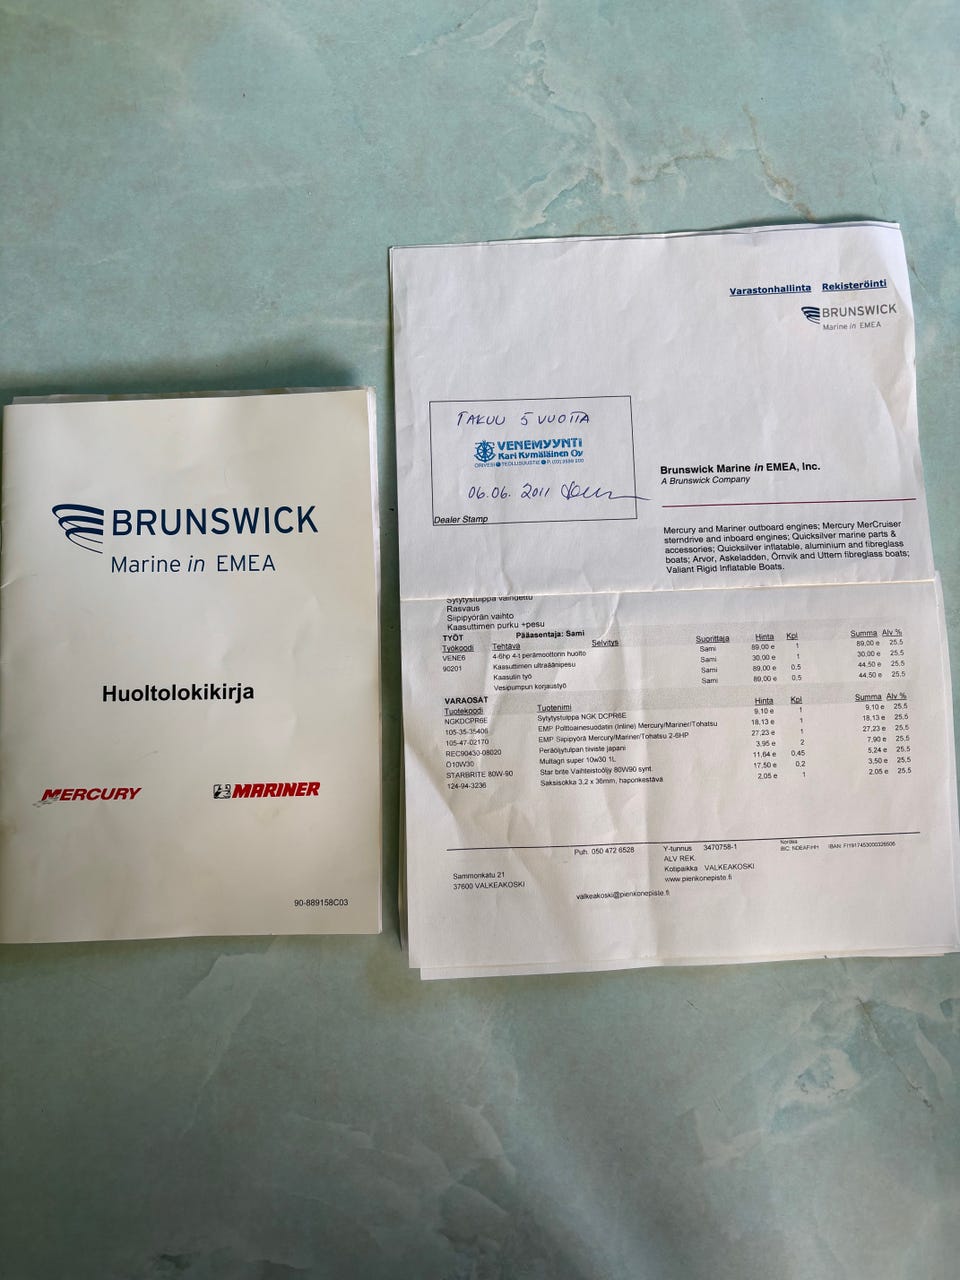 BRUNSWICK
Marine in EMEA
Huoltolokikirja
MERCURY
MARINER
90-889158C03
Varastonhallinta Rekisteröinti
BRUNSWICK
Marine in EMEA
TAKUU 5 VUOTTA
VENEMYYNTI
Kari Kymäläinen Oy
06.06. 2011
Dealer Stamp
Brunswick Marine in EMEA, Inc.
A Brunswick Company
Mercury and Mariner outboard engines; Mercury MerCruiser
sterndrive and inboard engines; Quicksilver marine parts &
accessories; Quicksilver inflatable, aluminium and fibreglass
boats; Arvor, Askeladden, Örnvik and Uttern fibreglass boats;
Valiant Rigid Inflatable Boats.
Sytytystulppa vaihdettu
Rasvaus
Siipipyörän vaihto
Kaasuttimen purku +pesu
TYÖT Pääasentaja: Sami
Työkoodi Tehtävä Selvitys Suorittaja Hinta Kpl Summa Alv %
VENE6 4-6hp 4-t perämoottorin huolto Sami 89,00 e 1 89,00 e 25,5
90201 Kaasuttimen ultraäänipesu Sami 30,00 e 1 30,00 e 25,5
Kaasutin työ Sami 89,00 e 0,5 44,50 e 25,5
Vesipumpun korjaustyö Sami 89,00 e 0,5 44,50 e 25,5
VARAOSAT
Tuotekoodi Tuotenimi Hinta Kpl Summa Alv %
NGKDCPR6E Sytytystulppa NGK DCPR6E 9,10 e 1 9,10 e 25,5
105-35-35406 EMP Polttoainesuodatin (Inline) Mercury/Mariner/Tohatsu 18,13 e 1 18,13 e 25,5
105-47-02170 EMP Siipipyörä Mercury/Mariner/Tohatsu 2-6HP 27,23 e 1 27,23 e 25,5
REC90430-08020 Peräöljytulpan tiiviste japani 3,95 e 2 7,90 e 25,5
O10W30 Multagri super 10w30 1L 11,64 e 0,45 5,24 e 25,5
STARBRITE 80W-90 Star brite Vaihteistoöljy 80W90 synt. 17,50 e 0,2 3,50 e 25,5
124-94-3236 Saksisokka 3,2 x 36mm, haponkestävä 2,05 e 1 2,05 e 25,5
Sammonkatu 21
37600 VALKEAKOSKI
Puh. 050 472 6528
valkeakoski@pienkonepiste.fi
Y-tunnus 3470758-1
ALV REK.
Kotipaikka VALKEAKOSKI
www.pienkonepiste.fi
Nordea
BIC: NDEAFIHH IBAN: FI1917453000326506